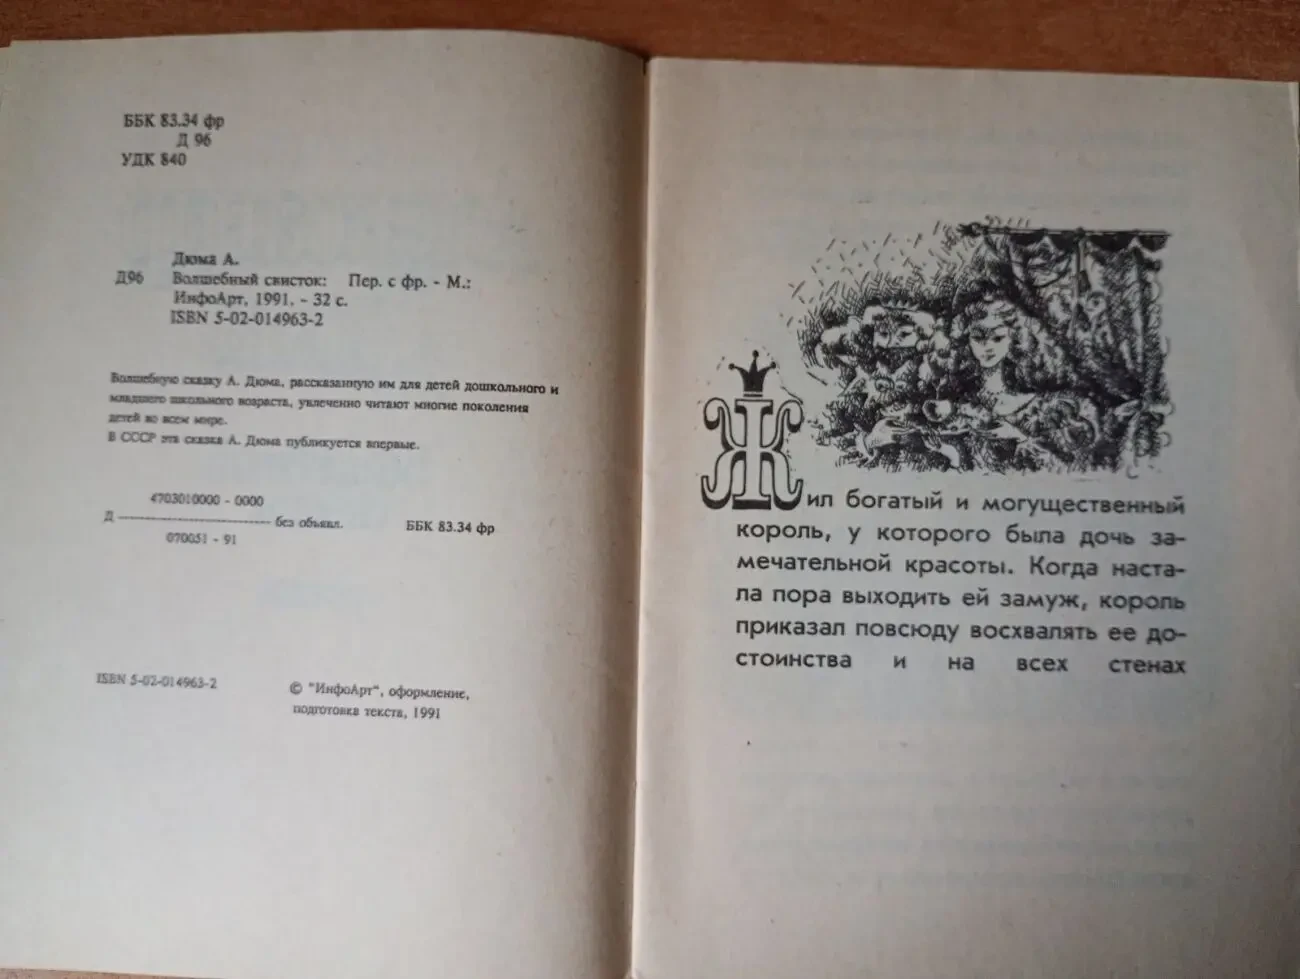 ББК 83.34 фр
Д 96
УДК 840
Дюма А.
Д96 Волшебный свисток: Пер. с фр. - М.:
ИнфоАрт, 1991. - 32 с.
ISBN 5-02-014963-2
Волшебную сказку А. Дюма, рассказанную им для детей дошкольного и
младшего школьного возраста, увлеченно читают многие поколения
детей во всем мире.
В СССР эта сказка А. Дюма публикуется впервые.
4703010000 - 0000
Д ---------------------------- без объявл. ББК 83.34 фр
070051 - 91
ISBN 5-02-014963-2 © "ИнфоАрт", оформление,
подготовка текста, 1991
Жил богатый и могущественный
король, у которого была дочь за-
мечательной красоты. Когда наста-
ла пора выходить ей замуж, король
приказал повсюду восхвалять ее до-
стоинства и на всех стенах